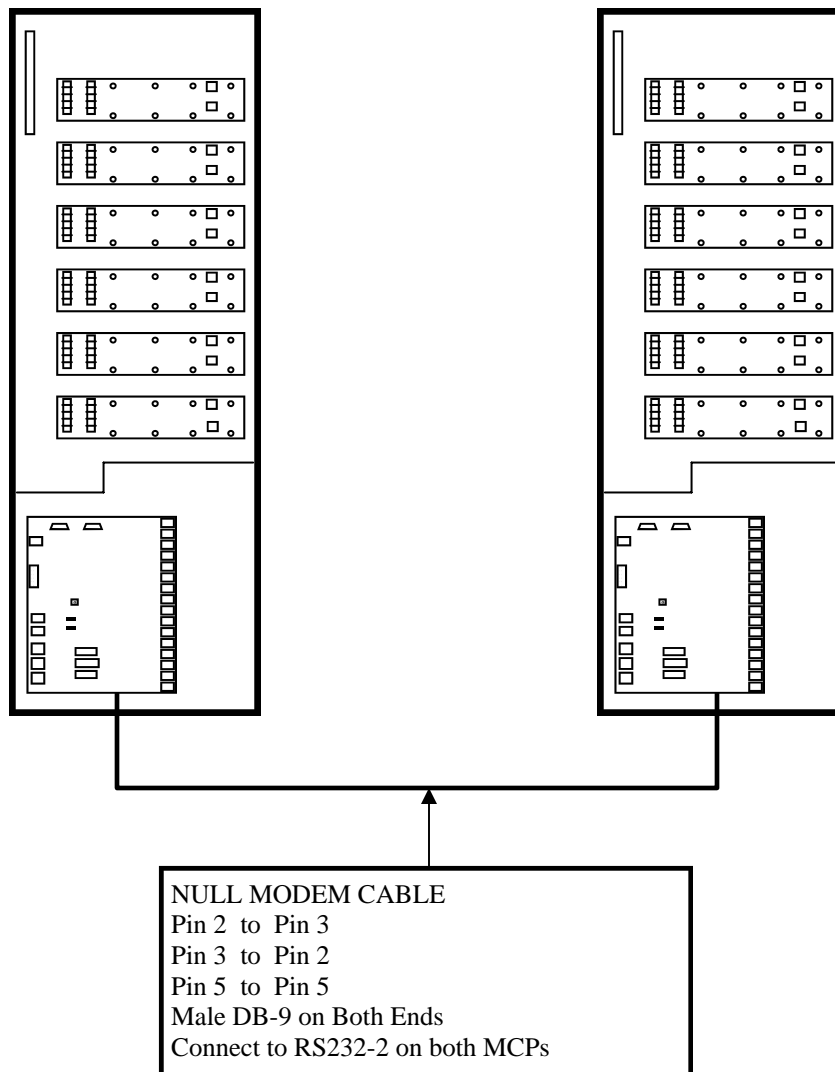 NULL MODEM CABLE
Pin 2 to Pin 3
Pin 3 to Pin 2
Pin 5 to Pin 5
Male DB-9 on Both Ends
Connect to RS232-2 on both MCPs